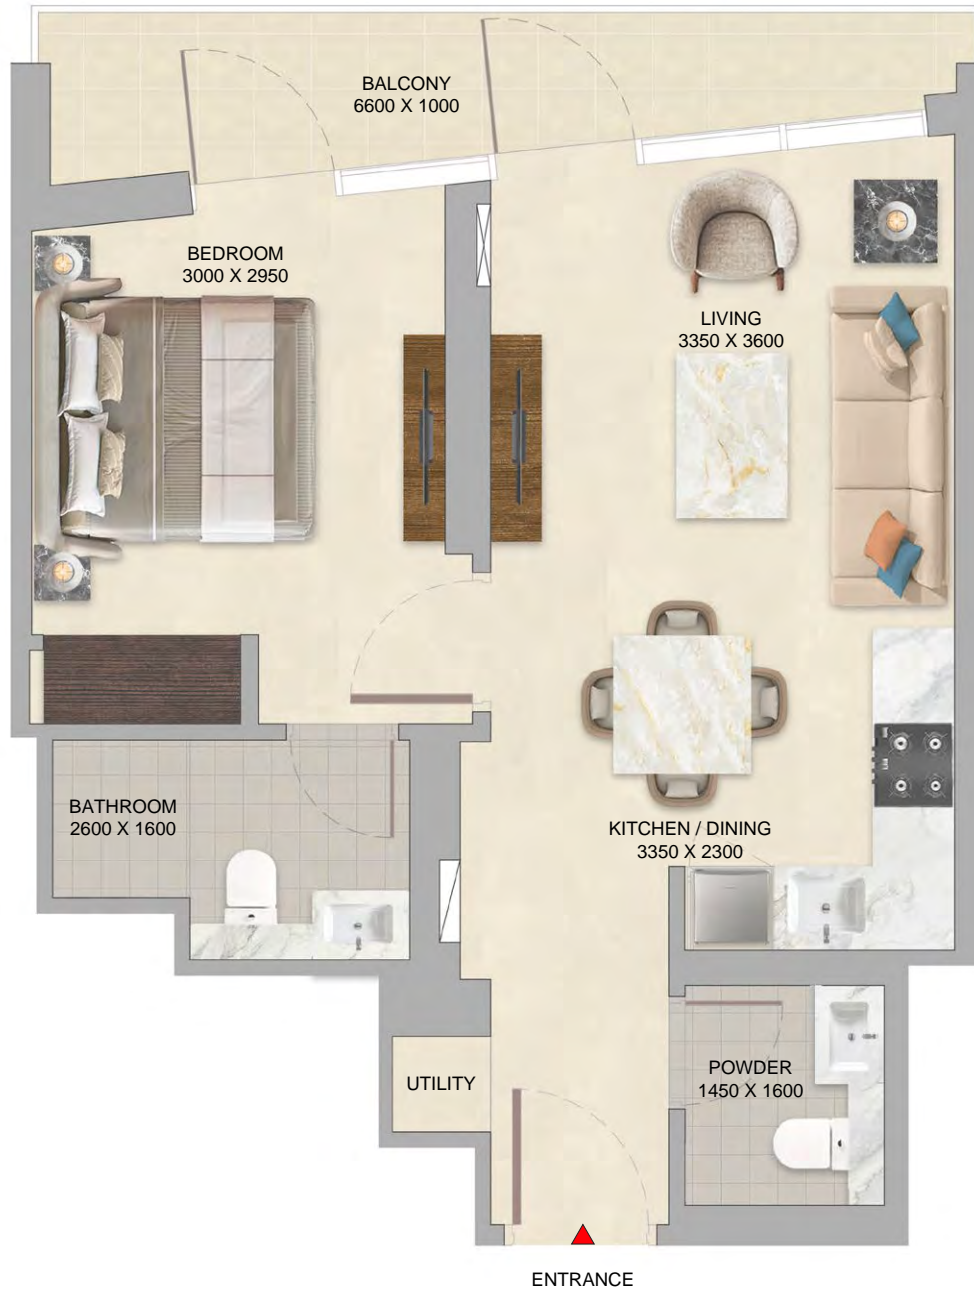 BALCONY
6600 X 1000
BEDROOM
3000 X 2950
LIVING
3350 X 3600
BATHROOM
2600 X 1600
KITCHEN / DINING
3350 X 2300
UTILITY
POWDER
1450 X 1600
ENTRANCE